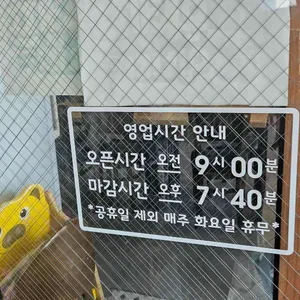 영업시간 안내
오픈시간 오전 9시 00분
마감시간 오후 7시 40분
*공휴일 제외 매주 화요일 휴무*